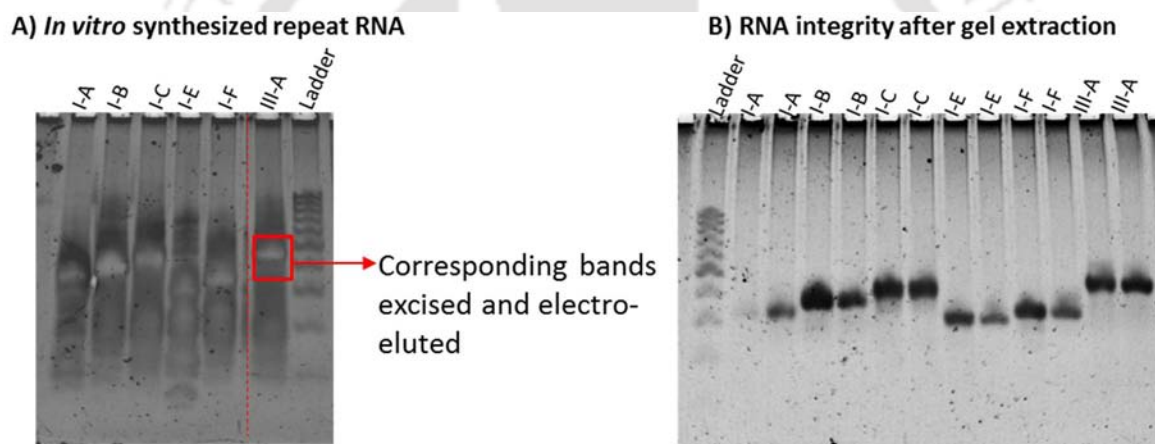 A) In vitro synthesized repeat RNA
I-A
I-B
I-C
I-E
I-F
III-A
Ladder
Corresponding bands
excised and electro-
eluted
B) RNA integrity after gel extraction
Ladder
I-A
I-A
I-B
I-B
I-C
I-C
I-E
I-E
I-F
I-F
III-A
III-A